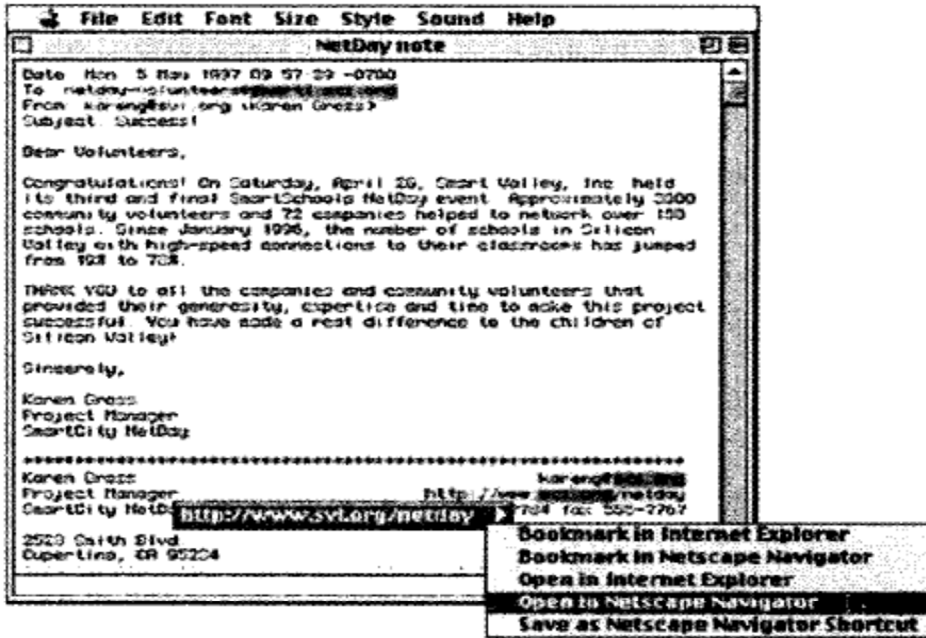 File Edit Font Size Style Sound Help
NetDay note
Date Mon 5 May 1997 09 57 39 -0700
To netday-volunteers@
From kareng@svi.org (Karen Gross)
Subject Success!
Dear Volunteers,
Congratulations! On Saturday, April 26, Smart Valley, Inc held
its third and final SmartSchools NetDay event Approximately
community volunteers and 72 companies helped to network over
schools. Since January 1996, the number of schools in Silicon
Valley with high-speed connections to their classrooms has jumped
from to
THANK YOU to all the companies and community volunteers that
provided their generosity, expertise and time to make this project
successful. You have made a real difference to the children of
Silicon Valley!
Sincerely,
Karen Gross
Project Manager
SmartCity NetDay
Karen Gross kareng@
Project Manager http //www /netday
SmartCity fax 555-7767
http://www.svi.org/netday
Smith Blvd
Cupertino, CA
Bookmark in Internet Explorer
Bookmark in Netscape Navigator
Open in Internet Explorer
Open in Netscape Navigator
Save as Netscape Navigator Shortcut